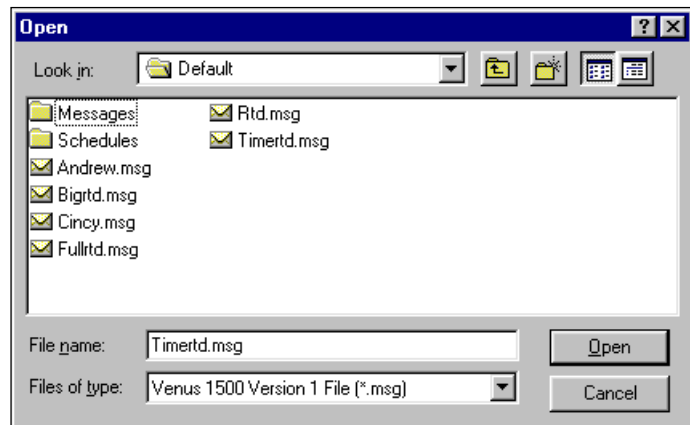 Open
Look in: Default
Messages
Schedules
Andrew.msg
Bigrtd.msg
Cincy.msg
Fullrtd.msg
Rtd.msg
Timertd.msg
File name: Timertd.msg Open
Files of type: Venus 1500 Version 1 File (*.msg) Cancel